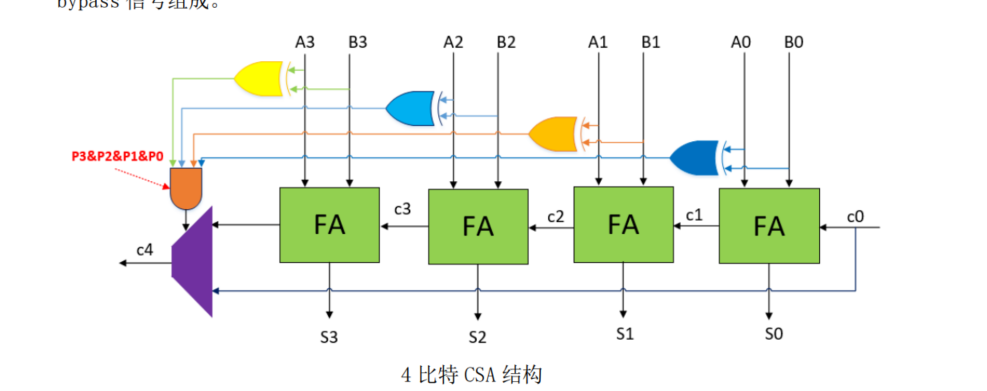 bypass 信号组成。
A3 B3 A2 B2 A1 B1 A0 B0
P3&P2&P1&P0
FA c3 FA c2 FA c1 FA c0
c4
S3 S2 S1 S0
4 比特 CSA 结构